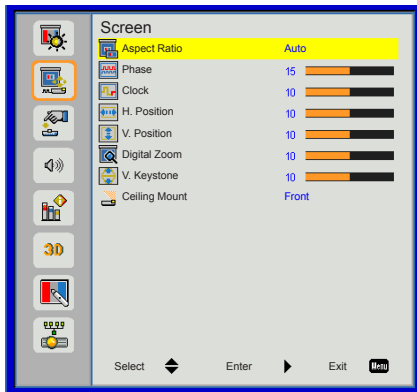 Screen
Aspect Ratio Auto
Phase 15
Clock 10
H. Position 10
V. Position 10
Digital Zoom 10
V. Keystone 10
Ceiling Mount Front
3D
Select Enter Exit Menu